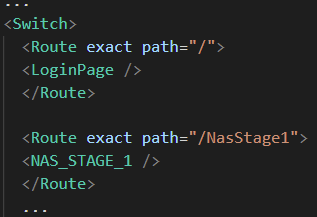 ...
<Switch>
<Route exact path="/">
<LoginPage />
</Route>
<Route exact path="/NasStage1">
<NAS_STAGE_1 />
</Route>
...